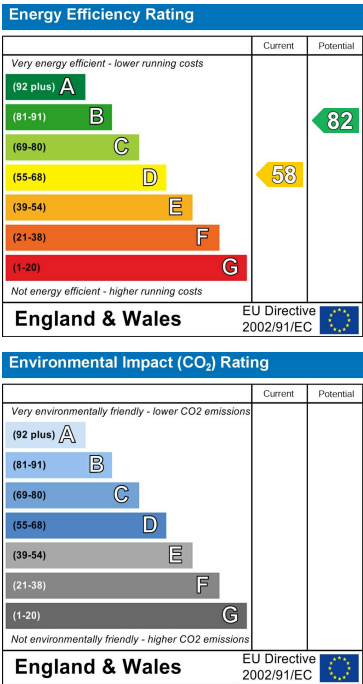 Energy Efficiency Rating
Current Potential
Very energy efficient - lower running costs
(92 plus) A
(81-91) B
82
(69-80) C
(55-68) D
58
(39-54) E
(21-38) F
(1-20) G
Not energy efficient - higher running costs
England & Wales
EU Directive
2002/91/EC
Environmental Impact (CO₂) Rating
Current Potential
Very environmentally friendly - lower CO2 emissions
(92 plus) A
(81-91) B
(69-80) C
(55-68) D
(39-54) E
(21-38) F
(1-20) G
Not environmentally friendly - higher CO2 emissions
England & Wales
EU Directive
2002/91/EC